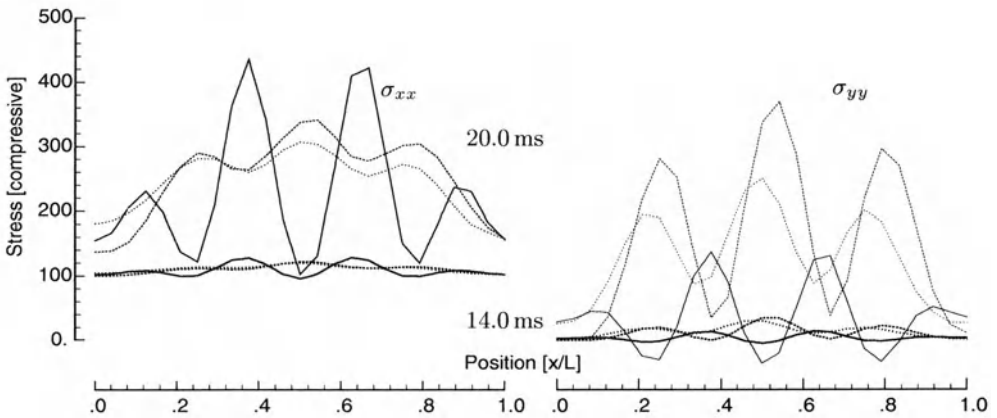 500
400
300
200
100
0.
Stress [compressive]
σxx
σyy
20.0 ms
14.0 ms
Position [x/L]
.0 .2 .4 .6 .8 1.0
.0 .2 .4 .6 .8 1.0